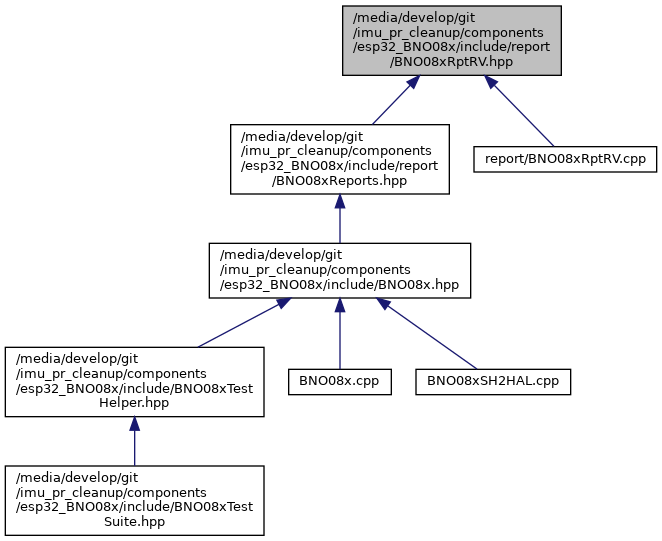 /media/develop/git
/imu_pr_cleanup/components
/esp32_BNO08x/include/report
/BNO08xRptRV.hpp
/media/develop/git
/imu_pr_cleanup/components
/esp32_BNO08x/include/report
/BNO08xReports.hpp
report/BNO08xRptRV.cpp
/media/develop/git
/imu_pr_cleanup/components
/esp32_BNO08x/include/BNO08x.hpp
/media/develop/git
/imu_pr_cleanup/components
/esp32_BNO08x/include/BNO08xTest
Helper.hpp
BNO08x.cpp
BNO08xSH2HAL.cpp
/media/develop/git
/imu_pr_cleanup/components
/esp32_BNO08x/include/BNO08xTest
Suite.hpp